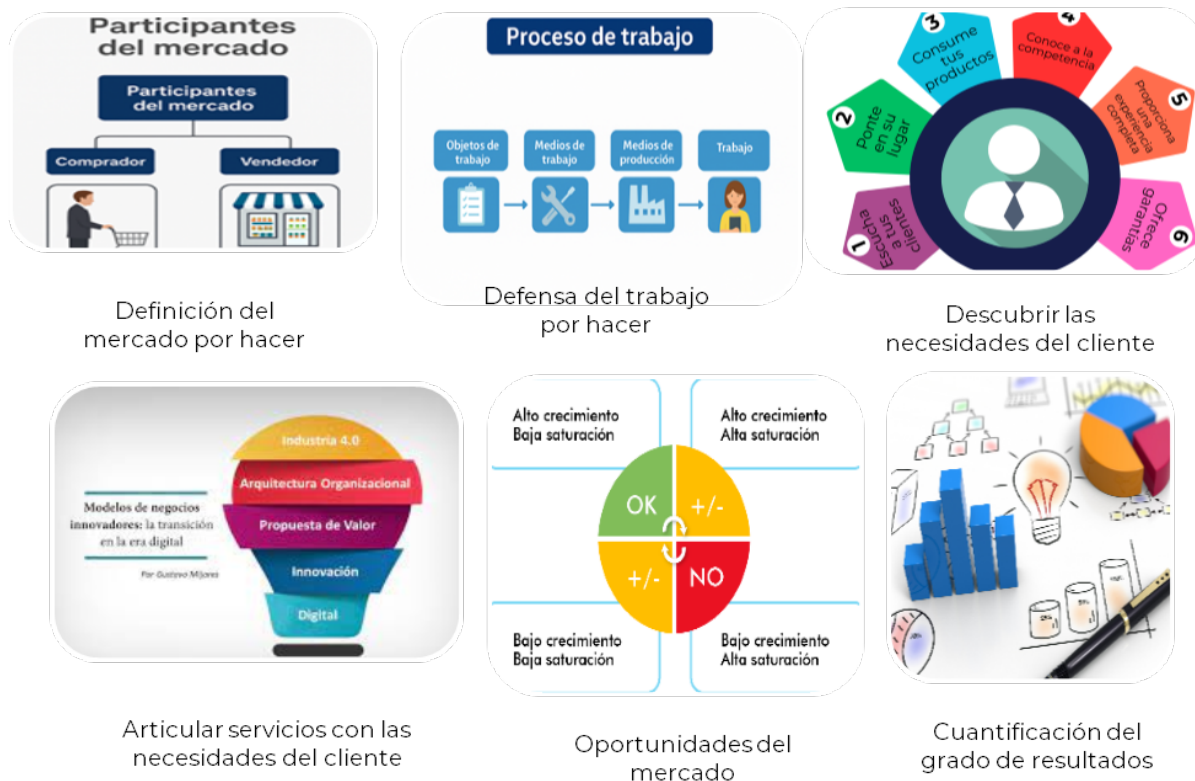 Participantes
del mercado
Participantes
del mercado
Comprador
Vendedor
Proceso de trabajo
Objetos de
trabajo
Medios de
trabajo
Medios de
producción
Trabajo
1
Escucha
a tus
clientes
2
Ponte
en su
lugar
3
Consume
tus
productos
4
Conoce a la
competencia
5
Proporciona
una
experiencia
completa
6
Ofrece
garantías
Definición del
mercado por hacer
Defensa del trabajo
por hacer
Descubrir las
necesidades del cliente
Modelos de negocios
innovadores: la transición
en la era digital
Por Gustavo Mijares
Industria 4.0
Arquitectura Organizacional
Propuesta de Valor
Innovación
Digital
Alto crecimiento
Baja saturación
Alto crecimiento
Alta saturación
OK
+/-
+/-
NO
Bajo crecimiento
Baja saturación
Bajo crecimiento
Alta saturación
Articular servicios con las
necesidades del cliente
Oportunidades del
mercado
Cuantificación del
grado de resultados